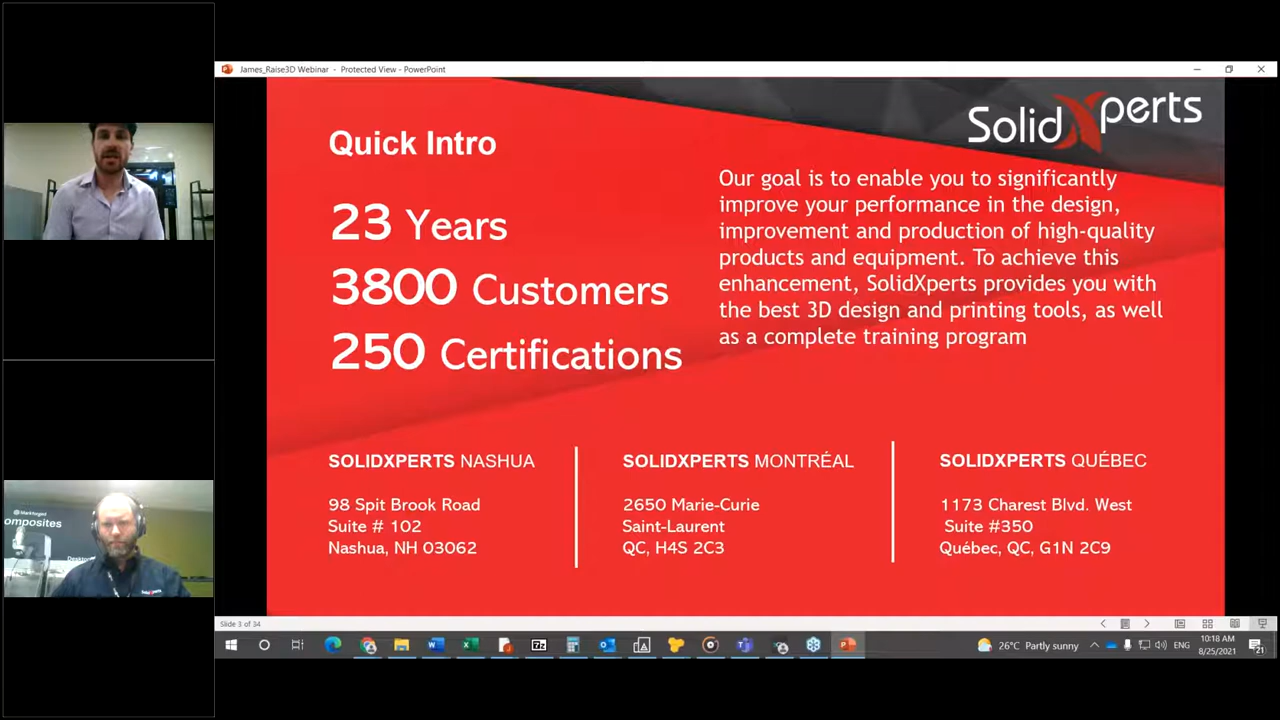 James_Raise3D Webinar - Protected View - PowerPoint
SolidXperts
Quick Intro
23 Years
3800 Customers
250 Certifications
Our goal is to enable you to significantly
improve your performance in the design,
improvement and production of high-quality
products and equipment. To achieve this
enhancement, SolidXperts provides you with
the best 3D design and printing tools, as well
as a complete training program
SOLIDXPERTS NASHUA
98 Spit Brook Road
Suite # 102
Nashua, NH 03062
SOLIDXPERTS MONTRÉAL
2650 Marie-Curie
Saint-Laurent
QC, H4S 2C3
SOLIDXPERTS QUÉBEC
1173 Charest Blvd. West
Suite #350
Québec, QC, G1N 2C9
Markforged
omposites
Desktop
SolidXperts
Slide 3 of 34
26°C Partly sunny
ENG
10:18 AM
8/25/2021
21